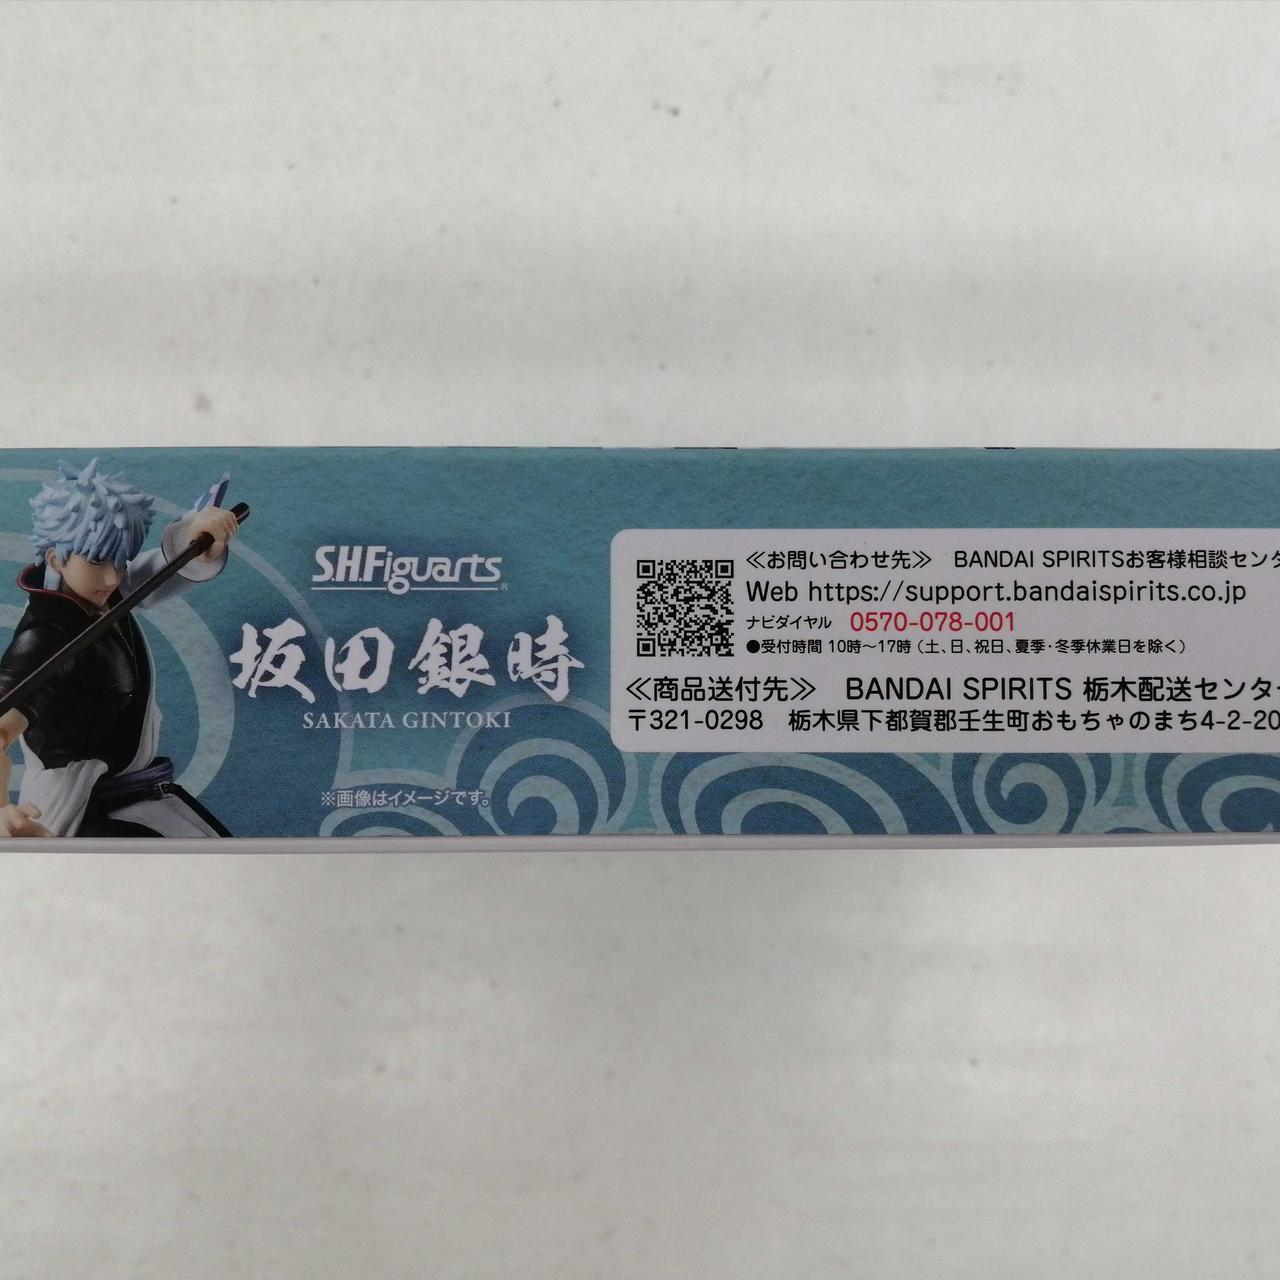 S.H.Figuarts
坂田銀時
SAKATA GINTOKI
※画像はイメージです。
≪お問い合わせ先≫ BANDAI SPIRITSお客様相談センタ
Web https://support.bandaispirits.co.jp
ナビダイヤル 0570-078-001
●受付時間 10時～17時（土、日、祝日、夏季・冬季休業日を除く）
≪商品送付先≫ BANDAI SPIRITS 栃木配送センター
〒321-0298 栃木県下都賀郡壬生町おもちゃのまち4-2-20